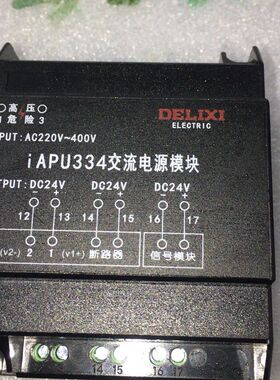 高压
危险 3
DELIXI
ELECTRIC
PUT:AC220V~400V
iAPU334交流电源模块
TPUT: DC24V DC24V DC24V
12 13 14 15 16 17
(v2-) 2 1 (v1+) 断路器 信号模块
14 15 16 17